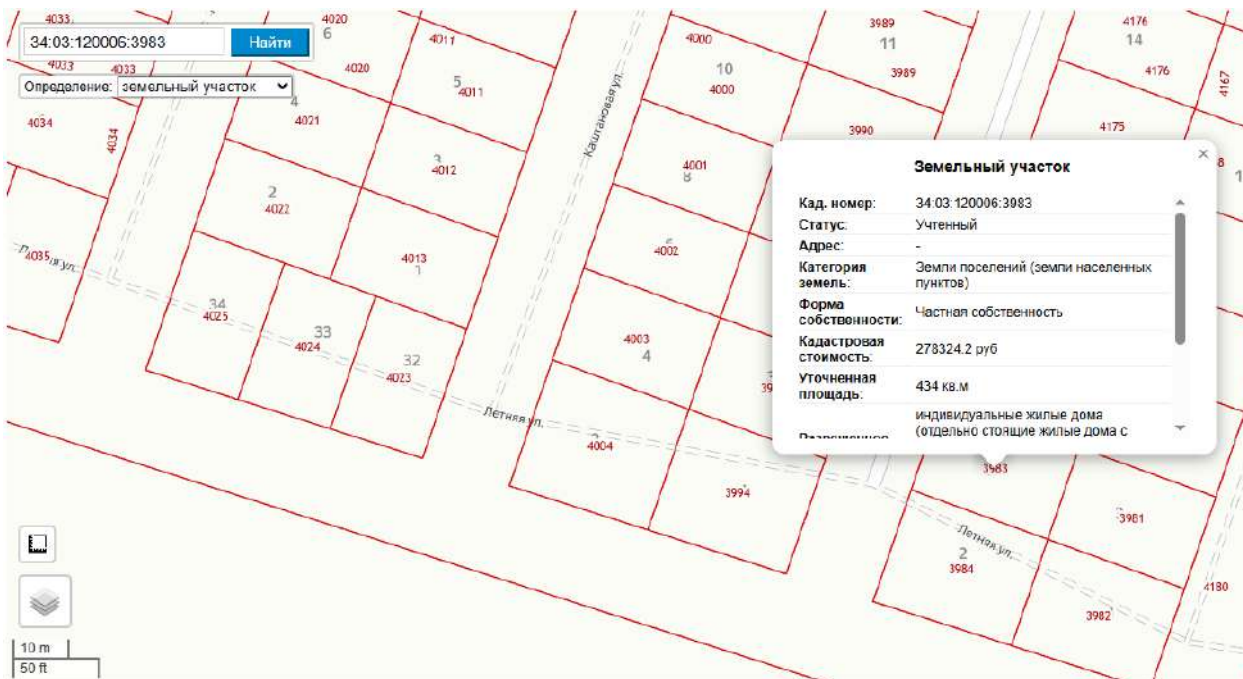 4033
4020
6
4011
4000
3989
11
4176
14
34:03:120006:3983
Найти
4033
4033
4020
5
4011
10
4000
3989
4176
4167
Определение: земельный участок
4
4034
4034
4021
Каштановая ул.
3990
4175
3
4012
4001
8
Земельный участок
×
8
1
2
4022
Кад. номер: 34:03:120006:3983
Статус: Учтенный
4002
Адрес: -
4035
ул.
4013
1
Категория земель: Земли поселений (земли населенных
пунктов)
34
4025
Форма
собственности: Частная собственность
33
4024
4003
4
Кадастровая
стоимость: 278324.2 руб
32
4023
39
Уточненная
площадь: 434 кв.м
Летняя ул.
индивидуальные жилые дома
(отдельно стоящие жилые дома с
Разрешенное
4004
3983
3994
3981
Летняя ул.
2
3984
4180
3982
10 m
50 ft